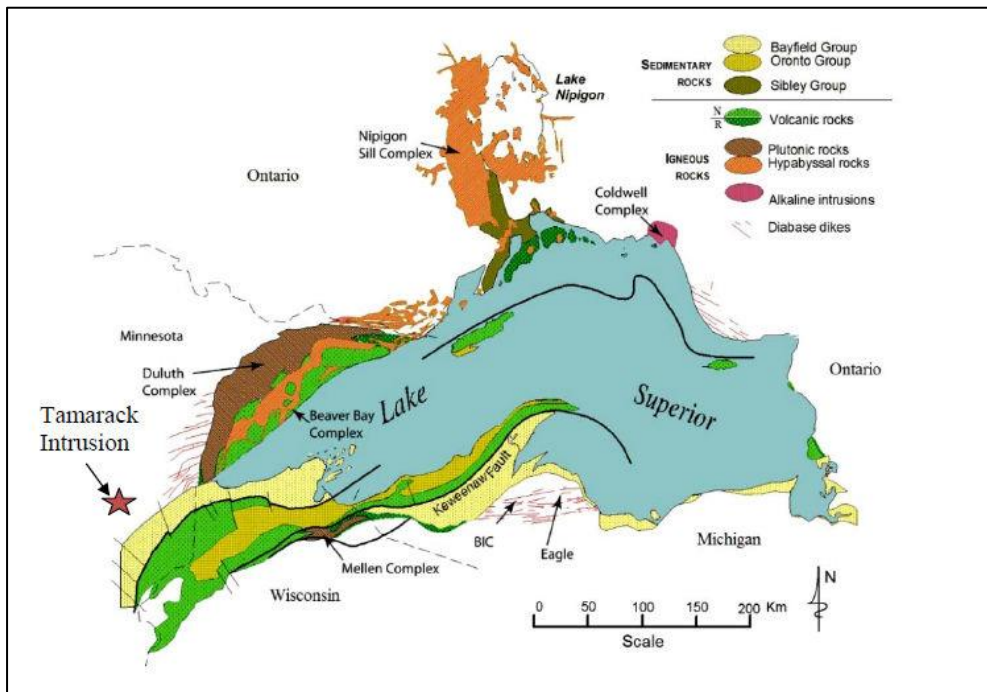 Bayfield Group
Oronto Group
SEDIMENTARY
ROCKS
Sibley Group
N
R
Volcanic rocks
Plutonic rocks
IGNEOUS
ROCKS
Hypabyssal rocks
Alkaline intrusions
Diabase dikes
Lake
Nipigon
Nipigon
Sill Complex
Ontario
Coldwell
Complex
Minnesota
Duluth
Complex
Ontario
Tamarack
Intrusion
Beaver Bay
Complex
Lake
Superior
Keweenaw Fault
BIC
Eagle
Michigan
Mellen Complex
Wisconsin
N
0 50 100 150 200 Km
Scale